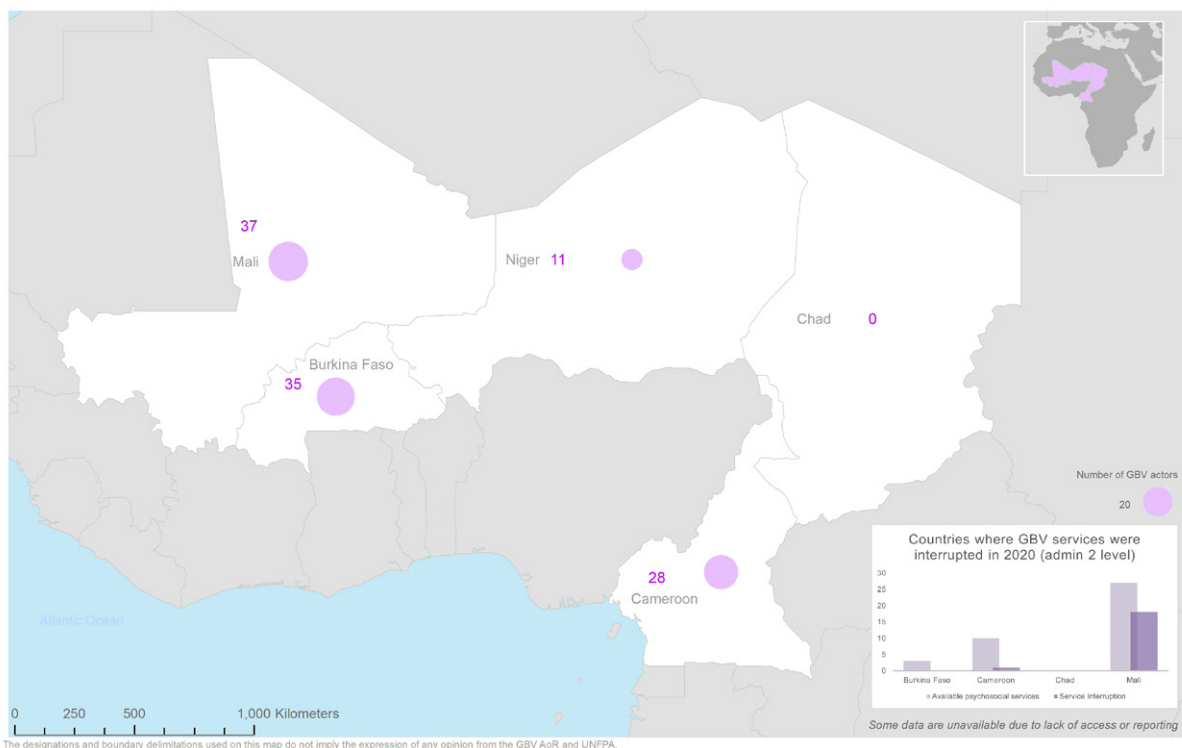 37
Mali
Niger 11
Chad 0
Burkina Faso
35
28
Cameroon
Atlantic Ocean
Number of GBV actors
20
Countries where GBV services were
interrupted in 2020 (admin 2 level)
30
25
20
15
10
5
0
Burkina Faso Cameroon Chad Mali
Available psychosocial services Service Interruption
0 250 500 1,000 Kilometers
Some data are unavailable due to lack of access or reporting
The designations and boundary delimitations used on this map do not imply the expression of any opinion from the GBV AoR and UNFPA.